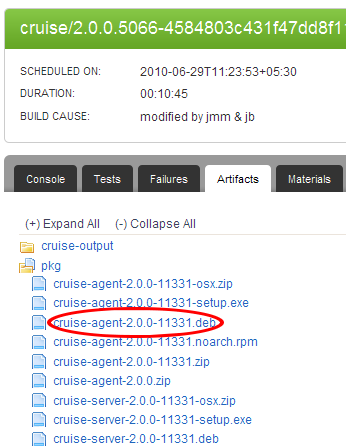 cruise/2.0.0.5066-4584803c431f47dd8f1
SCHEDULED ON: 2010-06-29T11:23:53+05:30
DURATION: 00:10:45
BUILD CAUSE: modified by jmm & jb
Console Tests Failures Artifacts Materials
(+) Expand All (-) Collapse All
cruise-output
pkg
cruise-agent-2.0.0-11331-osx.zip
cruise-agent-2.0.0-11331-setup.exe
cruise-agent-2.0.0-11331.deb
cruise-agent-2.0.0-11331.noarch.rpm
cruise-agent-2.0.0-11331.zip
cruise-agent-2.0.0.zip
cruise-server-2.0.0-11331-osx.zip
cruise-server-2.0.0-11331-setup.exe
cruise-server-2.0.0-11331.deb